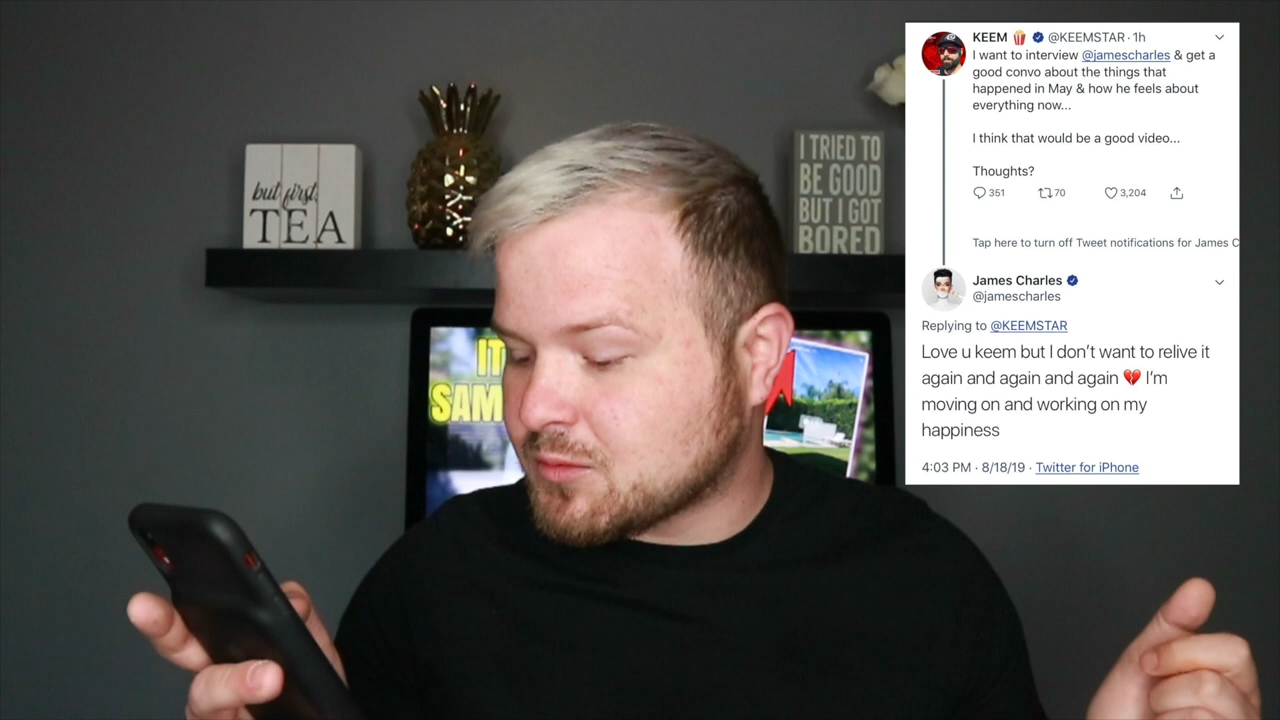 but first,
TEA
I TRIED TO
BE GOOD
BUT I GOT
BORED
IT
SAM
KEEM 🍿 @KEEMSTAR · 1h
I want to interview @jamescharles & get a
good convo about the things that
happened in May & how he feels about
everything now...
I think that would be a good video...
Thoughts?
351 70 3,204
Tap here to turn off Tweet notifications for James C
James Charles
@jamescharles
Replying to @KEEMSTAR
Love u keem but I don’t want to relive it
again and again and again 💔 I’m
moving on and working on my
happiness
4:03 PM · 8/18/19 · Twitter for iPhone